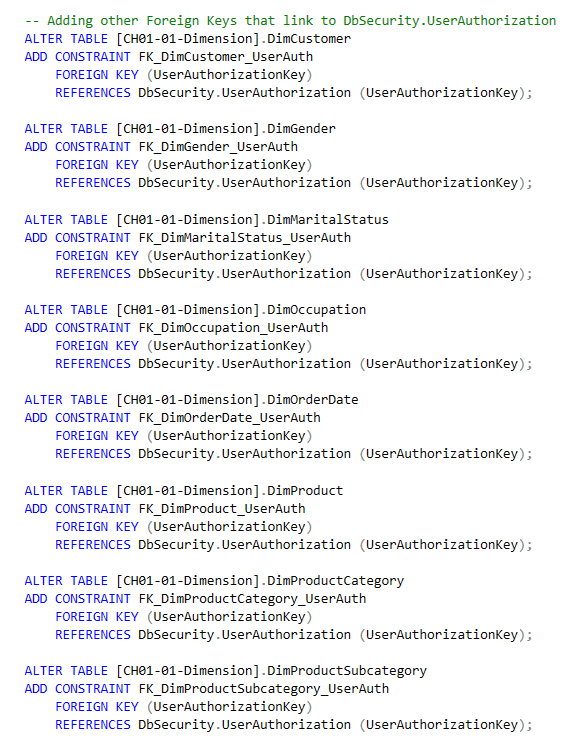 -- Adding other Foreign Keys that link to DbSecurity.UserAuthorization
ALTER TABLE [CH01-01-Dimension].DimCustomer
ADD CONSTRAINT FK_DimCustomer_UserAuth
FOREIGN KEY (UserAuthorizationKey)
REFERENCES DbSecurity.UserAuthorization (UserAuthorizationKey);
ALTER TABLE [CH01-01-Dimension].DimGender
ADD CONSTRAINT FK_DimGender_UserAuth
FOREIGN KEY (UserAuthorizationKey)
REFERENCES DbSecurity.UserAuthorization (UserAuthorizationKey);
ALTER TABLE [CH01-01-Dimension].DimMaritalStatus
ADD CONSTRAINT FK_DimMaritalStatus_UserAuth
FOREIGN KEY (UserAuthorizationKey)
REFERENCES DbSecurity.UserAuthorization (UserAuthorizationKey);
ALTER TABLE [CH01-01-Dimension].DimOccupation
ADD CONSTRAINT FK_DimOccupation_UserAuth
FOREIGN KEY (UserAuthorizationKey)
REFERENCES DbSecurity.UserAuthorization (UserAuthorizationKey);
ALTER TABLE [CH01-01-Dimension].DimOrderDate
ADD CONSTRAINT FK_DimOrderDate_UserAuth
FOREIGN KEY (UserAuthorizationKey)
REFERENCES DbSecurity.UserAuthorization (UserAuthorizationKey);
ALTER TABLE [CH01-01-Dimension].DimProduct
ADD CONSTRAINT FK_DimProduct_UserAuth
FOREIGN KEY (UserAuthorizationKey)
REFERENCES DbSecurity.UserAuthorization (UserAuthorizationKey);
ALTER TABLE [CH01-01-Dimension].DimProductCategory
ADD CONSTRAINT FK_DimProductCategory_UserAuth
FOREIGN KEY (UserAuthorizationKey)
REFERENCES DbSecurity.UserAuthorization (UserAuthorizationKey);
ALTER TABLE [CH01-01-Dimension].DimProductSubcategory
ADD CONSTRAINT FK_DimProductSubcategory_UserAuth
FOREIGN KEY (UserAuthorizationKey)
REFERENCES DbSecurity.UserAuthorization (UserAuthorizationKey);